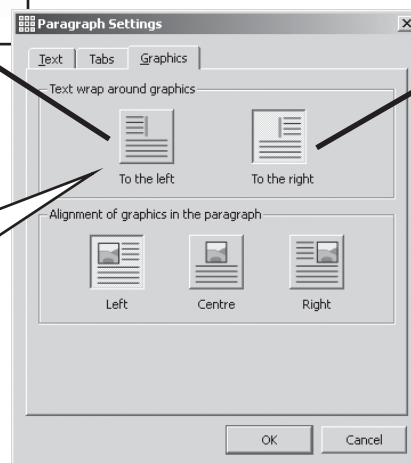 Paragraph Settings
Text Tabs Graphics
Text wrap around graphics
To the left To the right
Alignment of graphics in the paragraph
Left Centre Right
OK Cancel